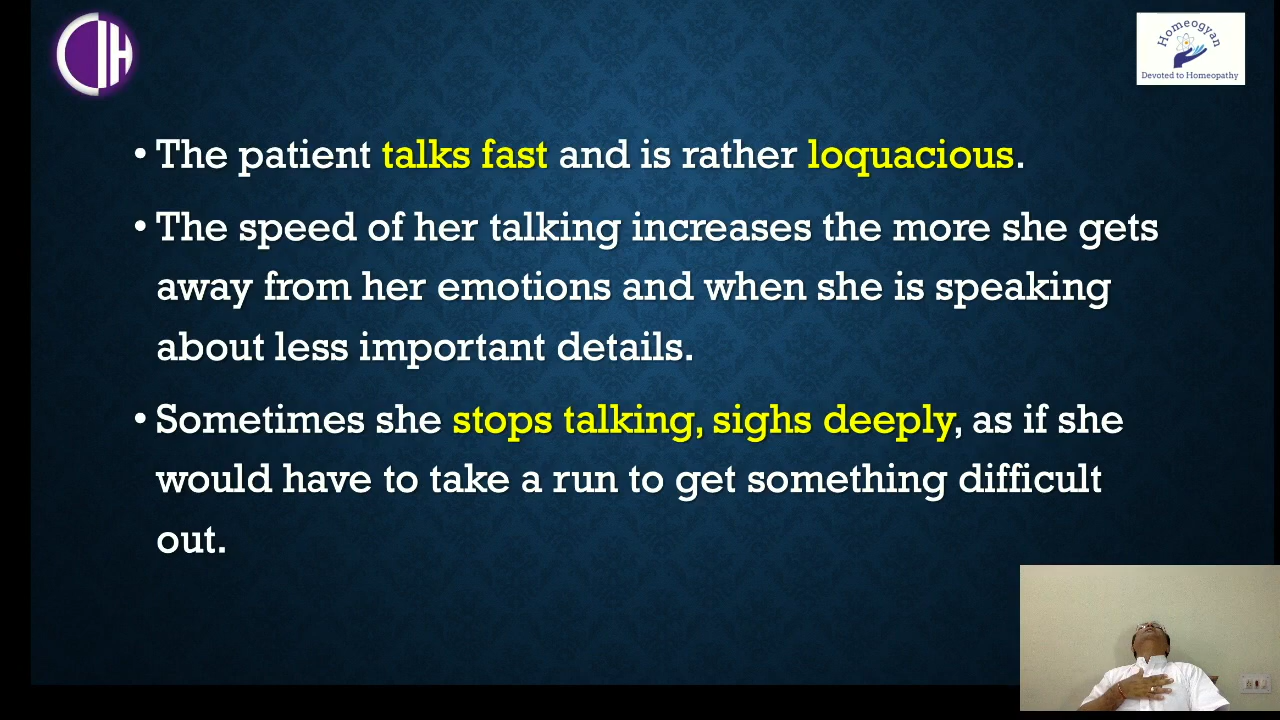 Homeogyan
Devoted to Homeopathy
• The patient talks fast and is rather loquacious.
• The speed of her talking increases the more she gets
away from her emotions and when she is speaking
about less important details.
• Sometimes she stops talking, sighs deeply, as if she
would have to take a run to get something difficult
out.